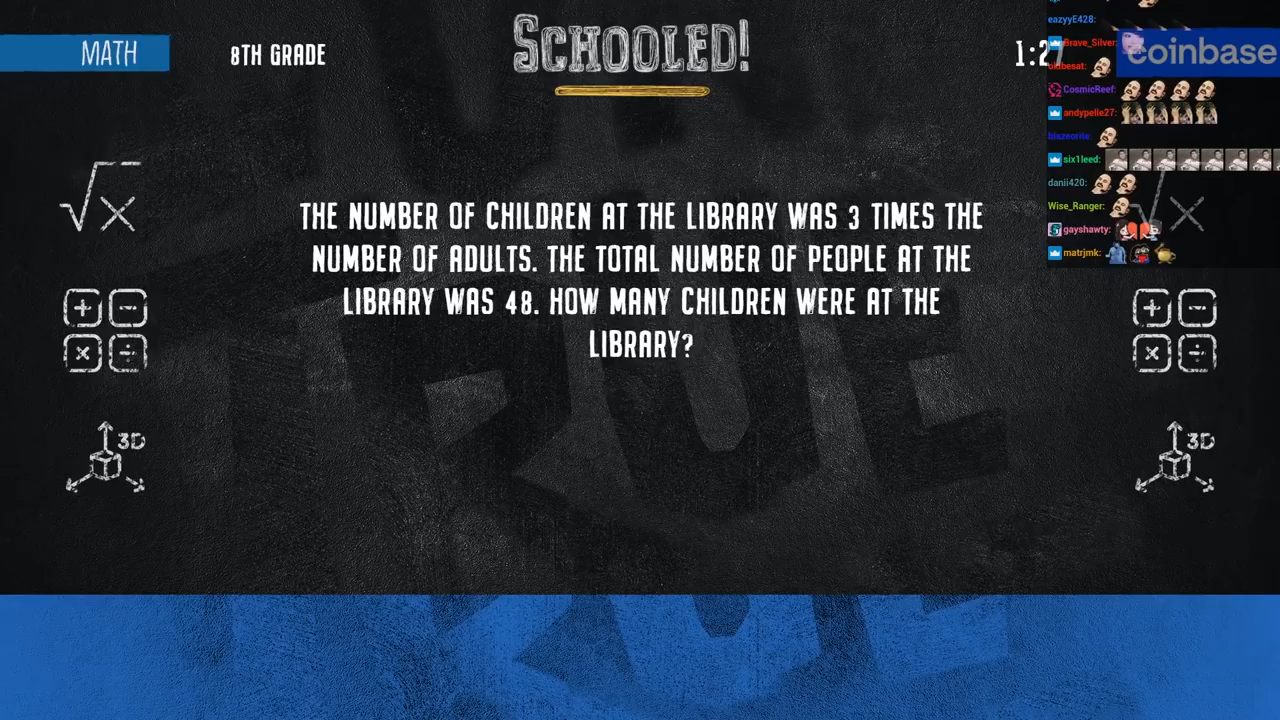 MATH
8TH GRADE
SCHOOLED!
THE NUMBER OF CHILDREN AT THE LIBRARY WAS 3 TIMES THE
NUMBER OF ADULTS. THE TOTAL NUMBER OF PEOPLE AT THE
LIBRARY WAS 48. HOW MANY CHILDREN WERE AT THE
LIBRARY?
√X
+ −
× ÷
3D
TRUE
coinbase
eazyyE428:
Brave_Silver:
CosmicReef:
andypelle27:
blazeorite:
six1leed:
danii420:
Wise_Ranger:
gayshawty:
matrjmk:
X
+ −
× ÷
3D